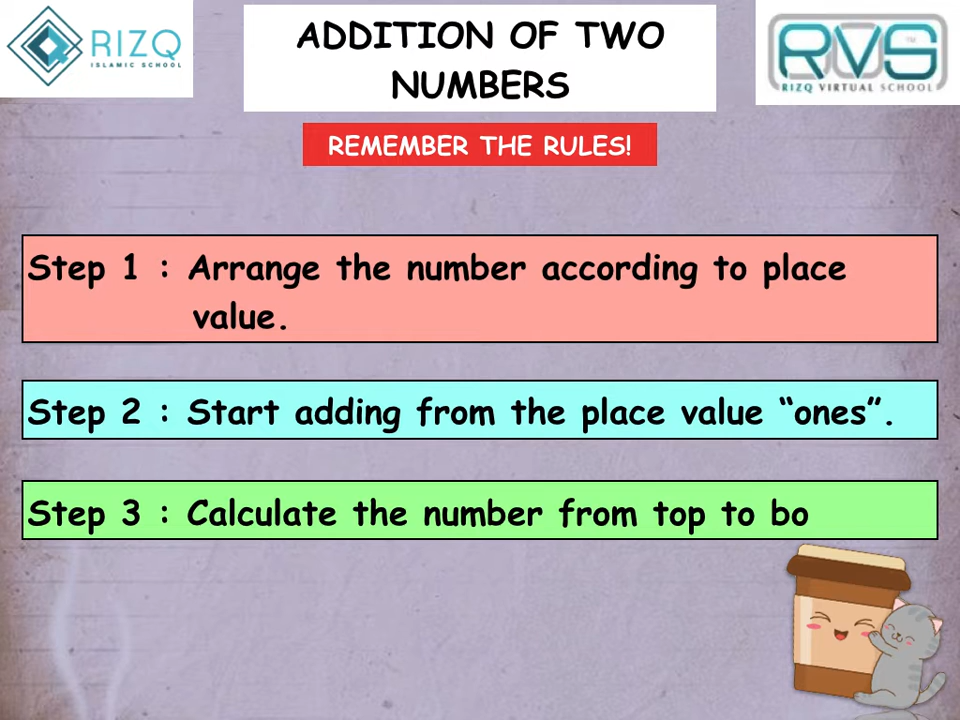 RIZQ
ISLAMIC SCHOOL
ADDITION OF TWO
NUMBERS
RVS
TM
RIZQ VIRTUAL SCHOOL
REMEMBER THE RULES!
Step 1 : Arrange the number according to place
value.
Step 2 : Start adding from the place value “ones”.
Step 3 : Calculate the number from top to bo